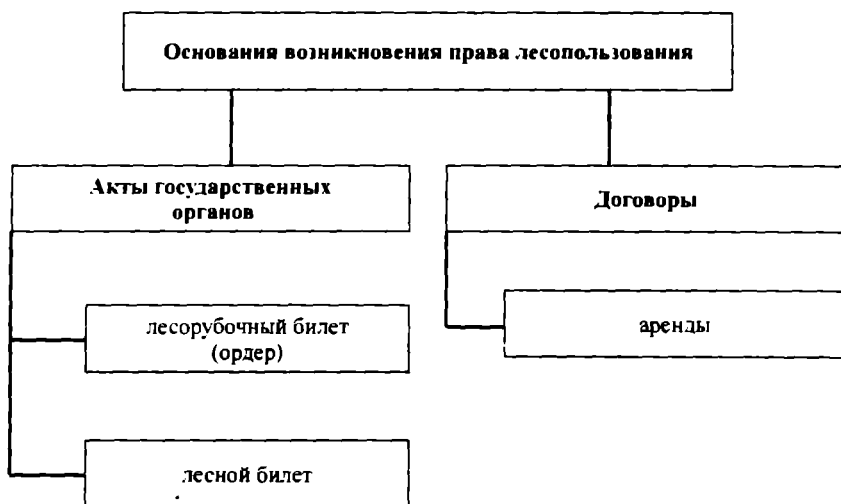 Основания возникновения права лесопользования
Акты государственных
органов
Договоры
лесорубочный билет
(ордер)
аренды
лесной билет